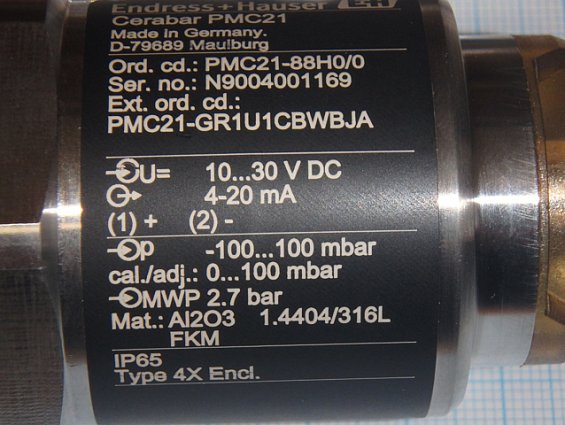 Endress+Hauser EH
Cerabar PMC21
Made in Germany.
D-79689 Maulburg
Ord. cd.: PMC21-88H0/0
Ser. no.: N9004001169
Ext. ord. cd.:
PMC21-GR1U1CBWBJA
U= 10...30 V DC
4-20 mA
(1) + (2) -
p -100...100 mbar
cal./adj.: 0...100 mbar
MWP 2.7 bar
Mat.: Al2O3 1.4404/316L
FKM
IP65
Type 4X Encl.